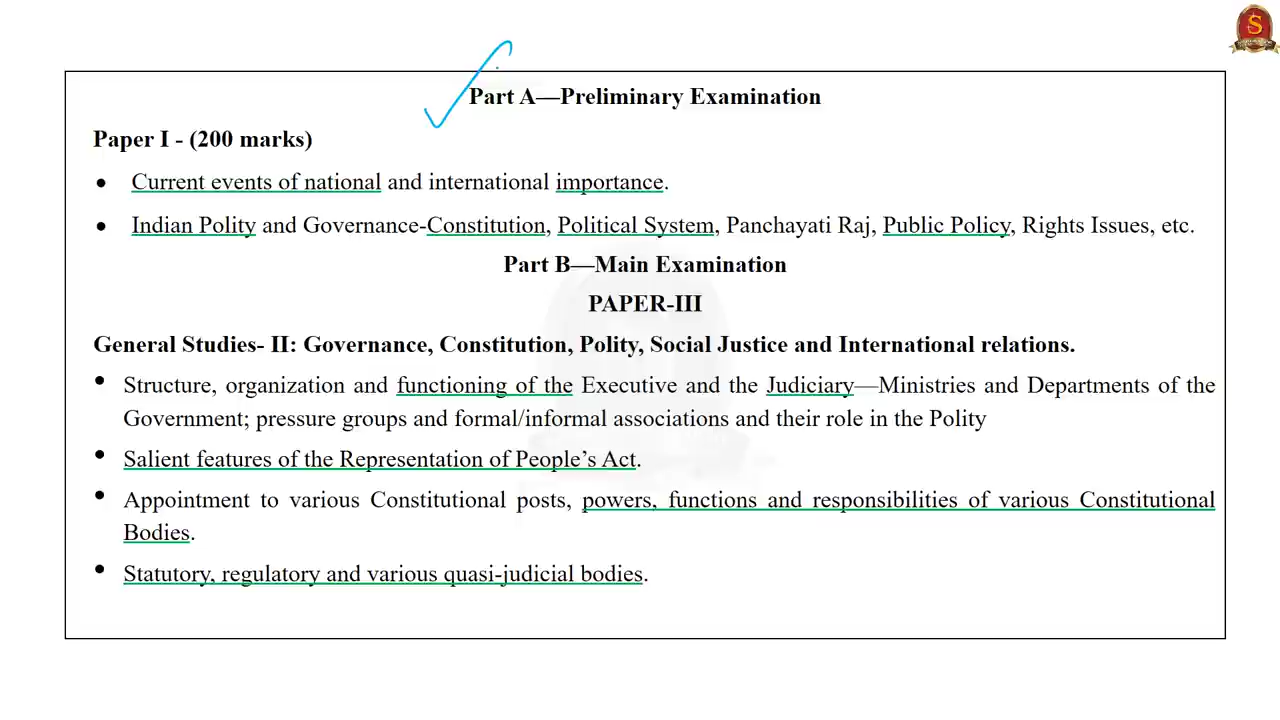 S
Part A—Preliminary Examination
Paper I - (200 marks)
• Current events of national and international importance.
• Indian Polity and Governance-Constitution, Political System, Panchayati Raj, Public Policy, Rights Issues, etc.
Part B—Main Examination
PAPER-III
General Studies- II: Governance, Constitution, Polity, Social Justice and International relations.
• Structure, organization and functioning of the Executive and the Judiciary—Ministries and Departments of the
Government; pressure groups and formal/informal associations and their role in the Polity
• Salient features of the Representation of People’s Act.
• Appointment to various Constitutional posts, powers, functions and responsibilities of various Constitutional
Bodies.
• Statutory, regulatory and various quasi-judicial bodies.